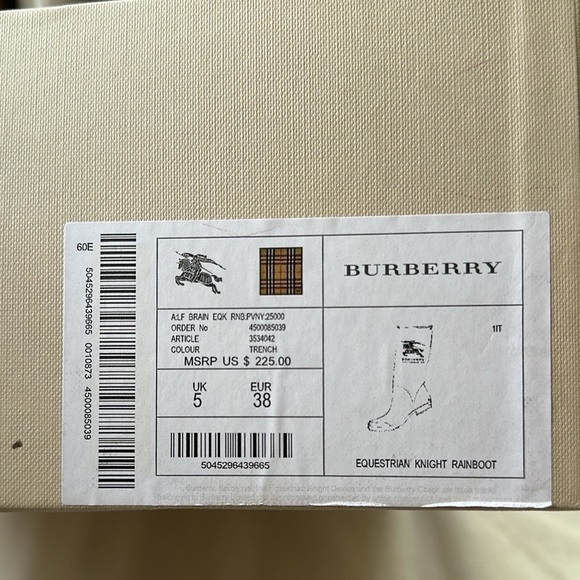 60E
5045296439665 0010873 4500085039
BURBERRY
A1.F BRAIN EQK RNB:PVNY:25000
ORDER No 4500085039
ARTICLE 3534042
COLOUR TRENCH
MSRP US $ 225.00
UK EUR
5 38
5045296439665
1IT
EQUESTRIAN KNIGHT RAINBOOT